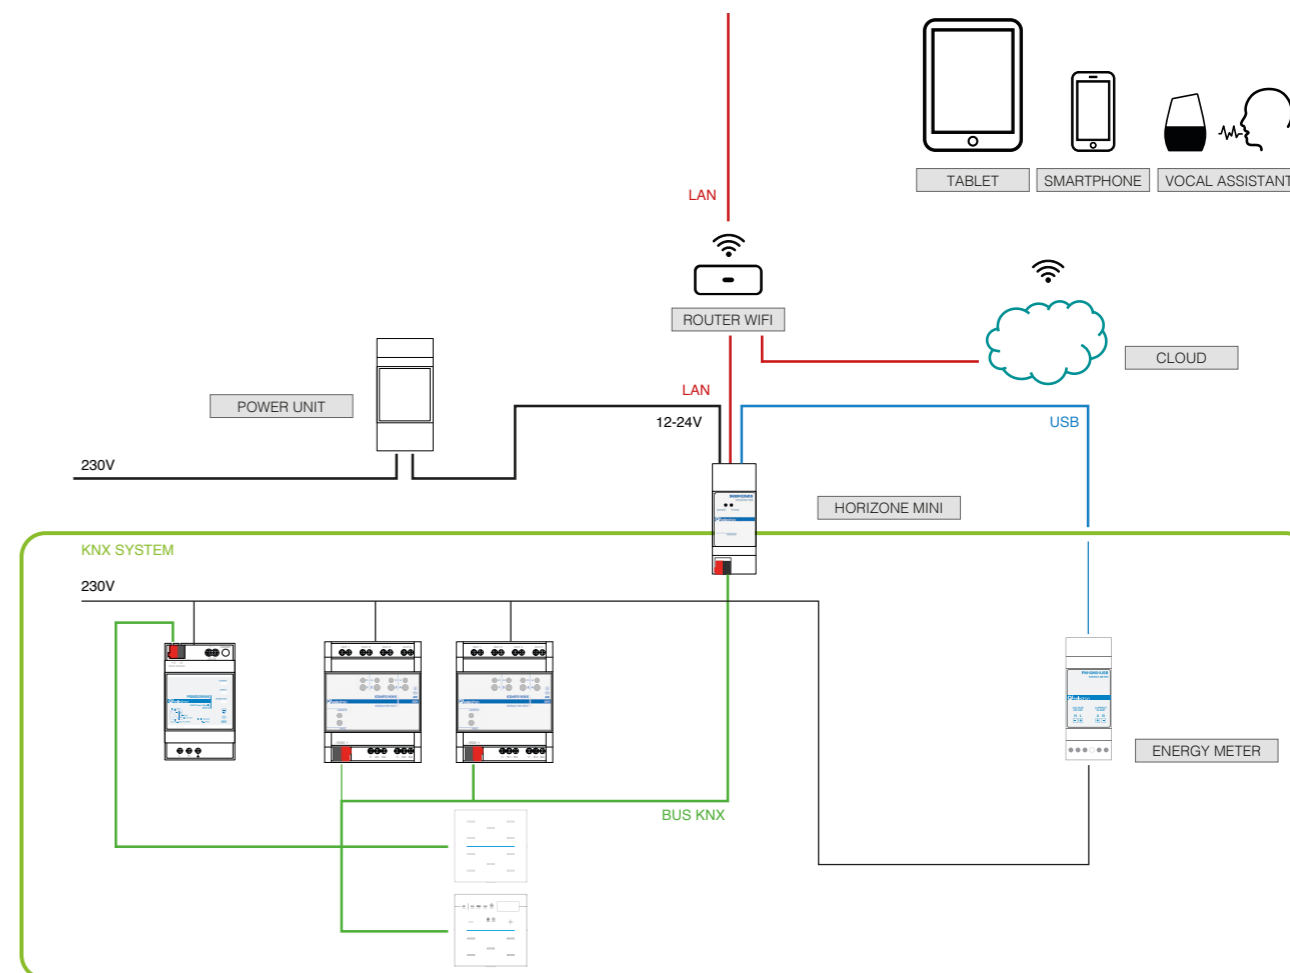 TABLET
SMARTPHONE
VOCAL ASSISTANT
LAN
ROUTER WIFI
CLOUD
LAN
POWER UNIT
12-24V
USB
230V
HORIZONE MINI
KNX SYSTEM
230V
ENERGY METER
BUS KNX